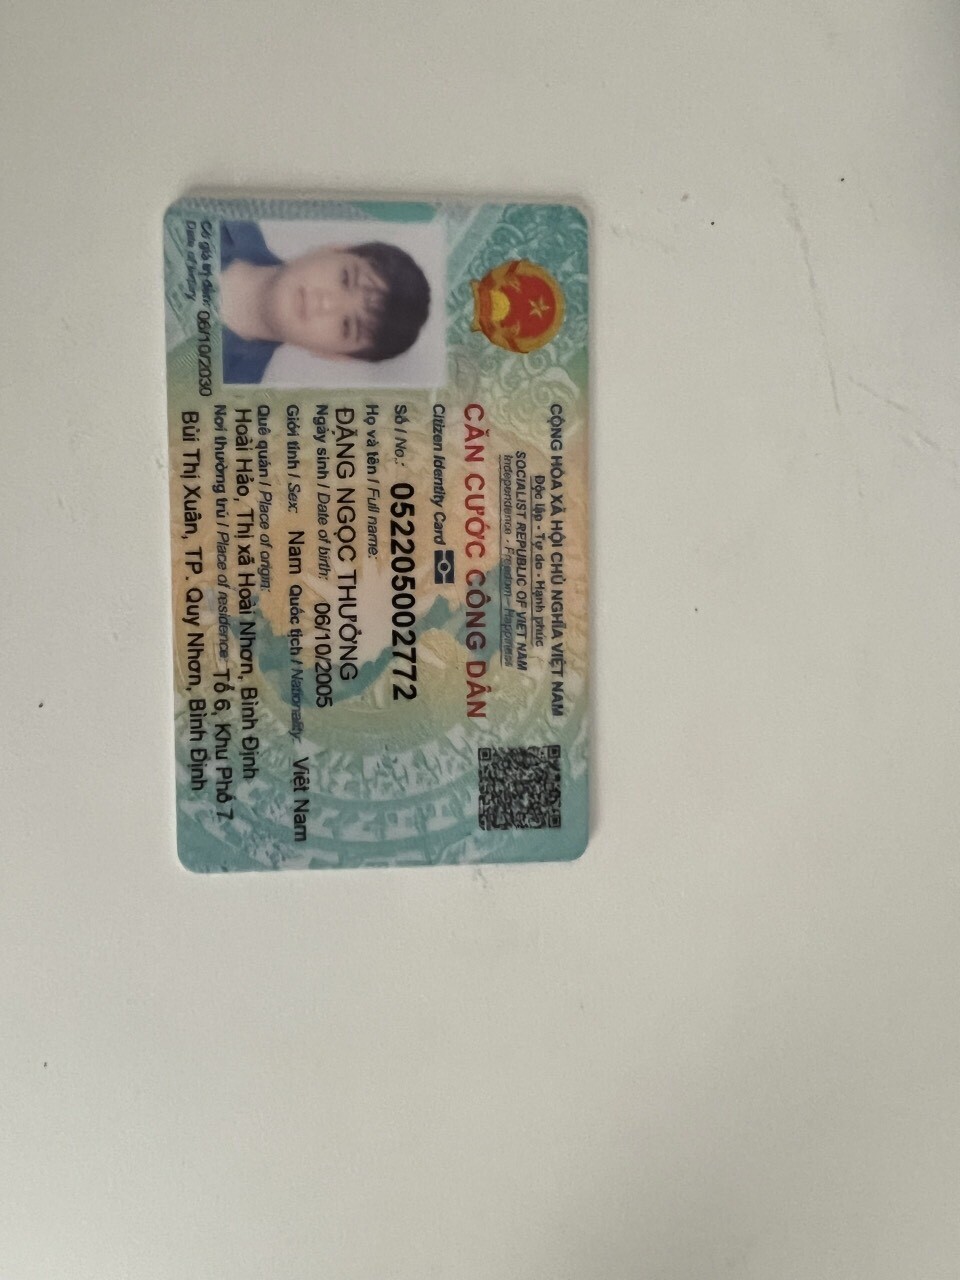 CỘNG HÒA XÃ HỘI CHỦ NGHĨA VIỆT NAM
Độc lập - Tự do - Hạnh phúc
SOCIALIST REPUBLIC OF VIET NAM
Independence - Freedom - Happiness
CĂN CƯỚC CÔNG DÂN
Citizen Identity Card
Số / No.: 052205002772
Họ và tên / Full name:
ĐẶNG NGỌC THƯỞNG
Ngày sinh / Date of birth: 06/10/2005
Giới tính / Sex: Nam Quốc tịch / Nationality: Việt Nam
Quê quán / Place of origin:
Hoài Hảo, Thị xã Hoài Nhơn, Bình Định
Nơi thường trú / Place of residence: Tổ 6, Khu Phố 7
Bùi Thị Xuân, TP. Quy Nhơn, Bình Định
Có giá trị đến: 06/10/2030
Date of expiry